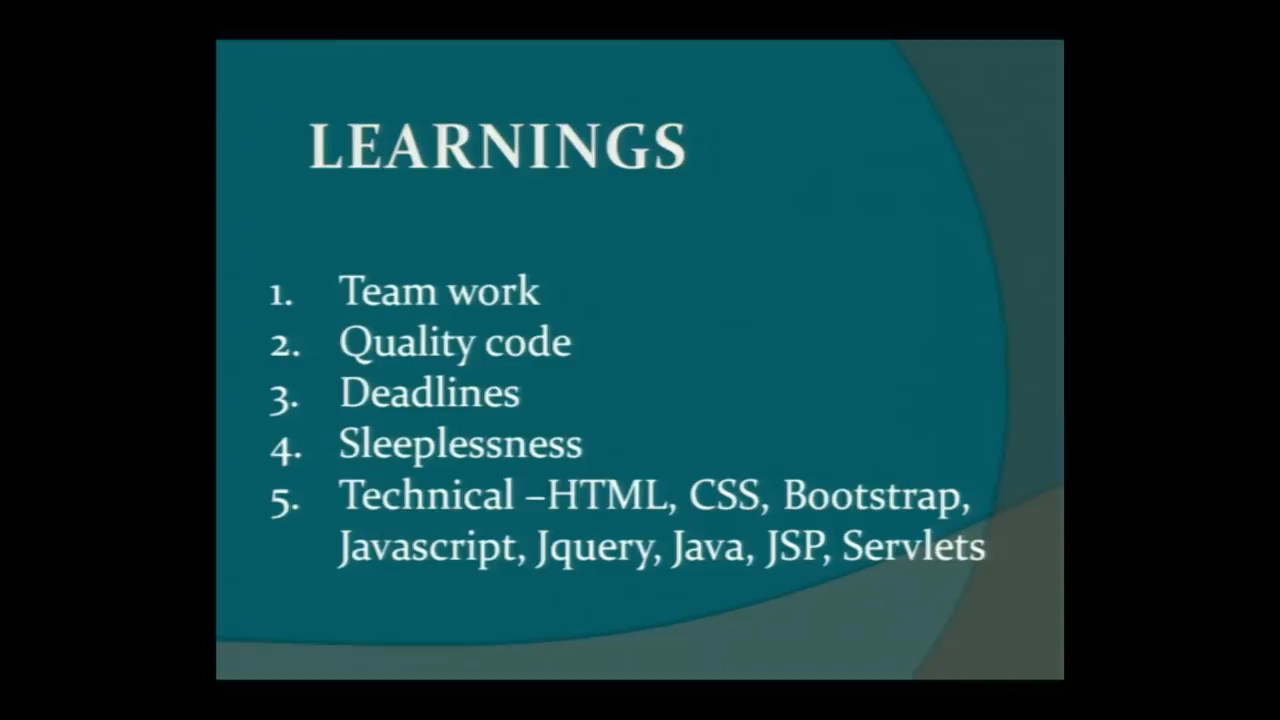 LEARNINGS
1. Team work
2. Quality code
3. Deadlines
4. Sleeplessness
5. Technical –HTML, CSS, Bootstrap,
Javascript, Jquery, Java, JSP, Servlets